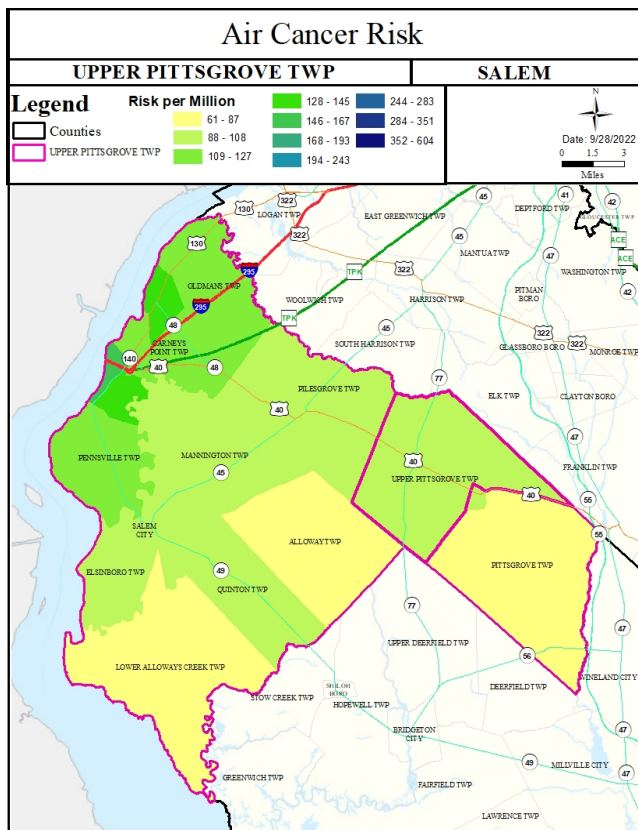 Air Cancer Risk
UPPER PITTSGROVE TWP
SALEM
Legend
Counties
UPPER PITTSGROVE TWP
Risk per Million
61 - 87
88 - 108
109 - 127
128 - 145
146 - 167
168 - 193
194 - 243
244 - 283
284 - 351
352 - 604
N
Date: 9/28/2022
0 1.5 3
Miles
130
322
LOGAN TWP
322
45
EAST GREENWICH TWP
DEPTFORD TWP
41
42
GLOUCESTER TWP
ACE
ACE
130
OLDMANS TWP
295
TPK
322
45
MANTUA TWP
47
WASHINGTON TWP
42
295
WOOLWICH TWP
HARRISON TWP
PITMAN
BORO
TPK
48
45
SOUTH HARRISON TWP
322
GLASSBORO BORO
322
MONROE TWP
CARNEYS
POINT TWP
140
40
48
77
PILESGROVE TWP
ELK TWP
CLAYTON BORO
40
47
PENNSVILLE TWP
MANNINGTON TWP
45
40
UPPER PITTSGROVE TWP
FRANKLIN TWP
40
55
SALEM
CITY
ALLOWAY TWP
55
PITTSGROVE TWP
ELSINBORO TWP
49
QUINTON TWP
77
UPPER DEERFIELD TWP
47
56
LOWER ALLOWAYS CREEK TWP
VINELAND CITY
SHILOH
BORO
DEERFIELD TWP
STOW CREEK TWP
HOPEWELL TWP
BRIDGETON
CITY
47
49
MILLVILLE CITY
47
GREENWICH TWP
FAIRFIELD TWP
LAWRENCE TWP